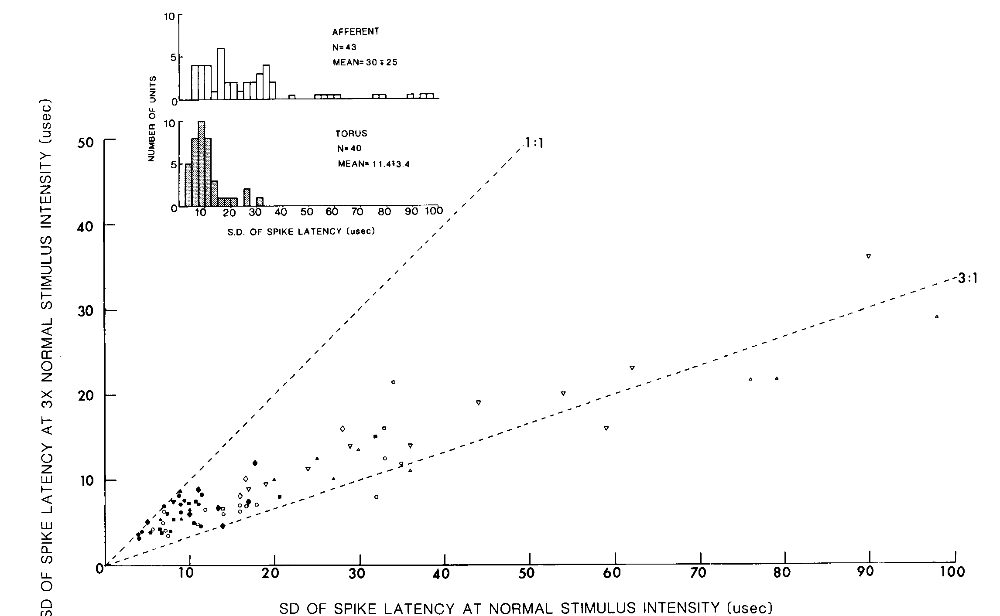 10
5
0
AFFERENT
N=43
MEAN=30∓25
NUMBER OF UNITS
10
5
0
TORUS
N=40
MEAN=11.4∓3.4
10 20 30 40 50 60 70 80 90 100
S.D. OF SPIKE LATENCY (usec)
SD OF SPIKE LATENCY AT 3X NORMAL STIMULUS INTENSITY (usec)
50
40
30
20
10
0
1:1
3:1
10 20 30 40 50 60 70 80 90 100
SD OF SPIKE LATENCY AT NORMAL STIMULUS INTENSITY (usec)